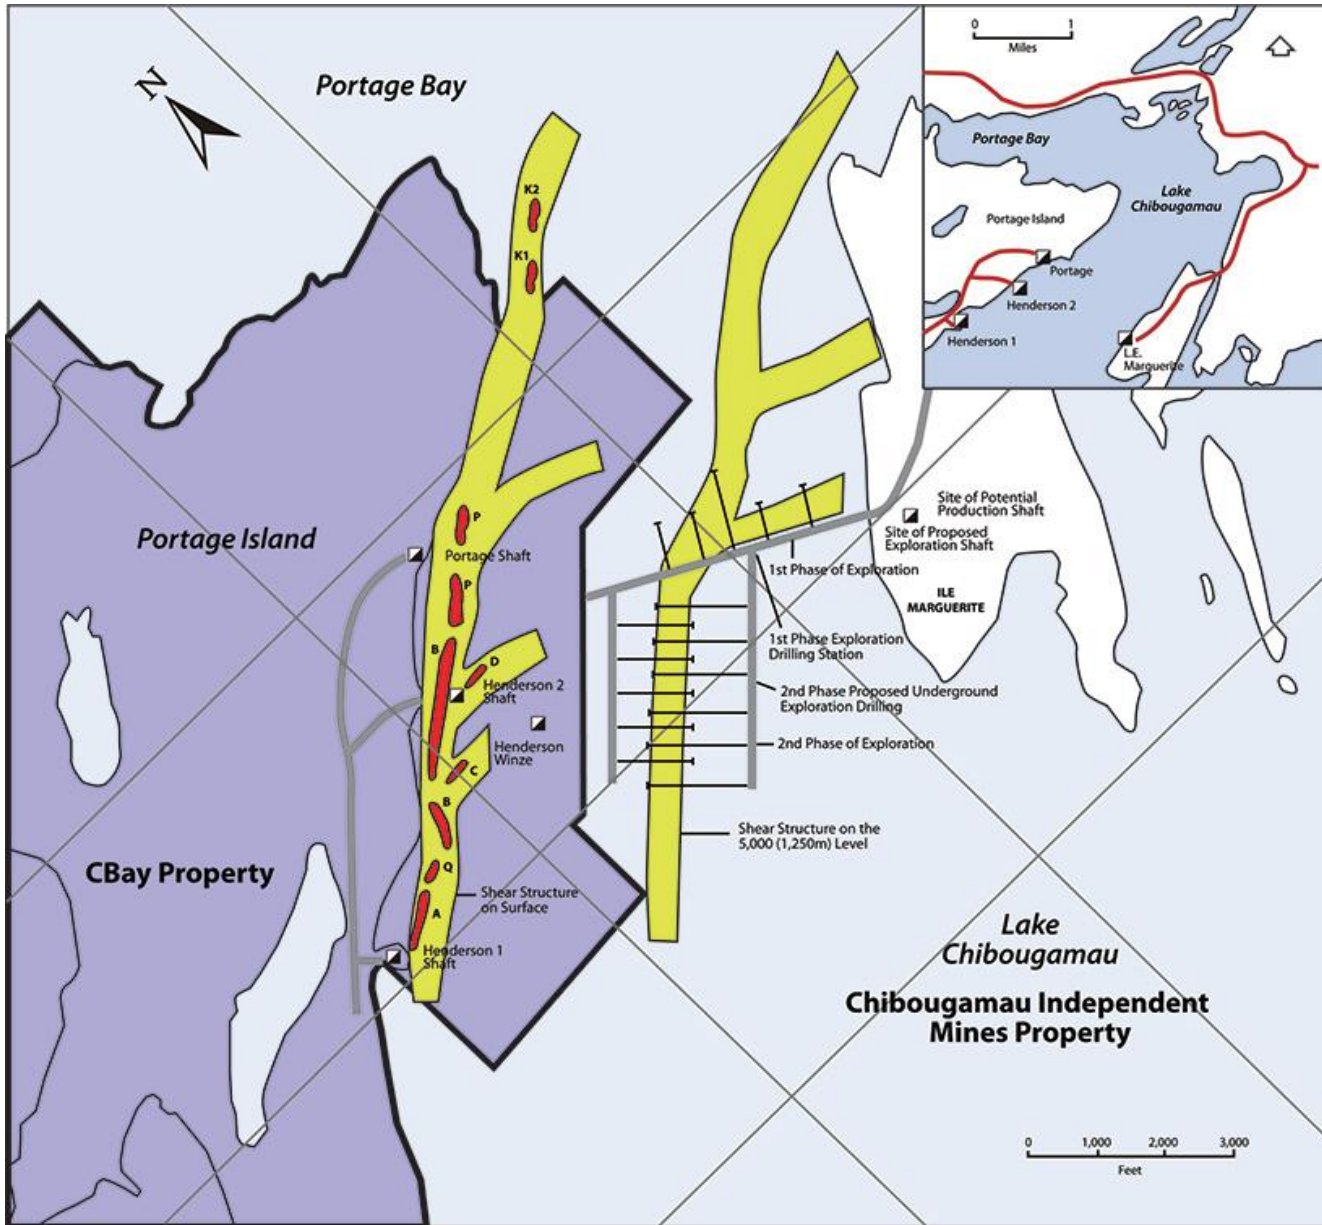 N
Portage Bay
0
1
Miles
Portage Bay
Lake
Chibougamau
Portage Island
Portage
Henderson 2
Henderson 1
L.E.
Marguerite
K2
K1
P
Portage Shaft
P
Portage Island
B
D
Henderson 2
Shaft
Henderson
Winze
C
B
Q
A
CBay Property
Shear Structure
on Surface
Henderson 1
Shaft
Site of Potential
Production Shaft
Site of Proposed
Exploration Shaft
1st Phase of Exploration
ILE
MARGUERITE
1st Phase Exploration
Drilling Station
2nd Phase Proposed Underground
Exploration Drilling
2nd Phase of Exploration
Shear Structure on the
5,000 (1,250m) Level
Lake
Chibougamau
Chibougamau Independent
Mines Property
0
1,000
2,000
3,000
Feet